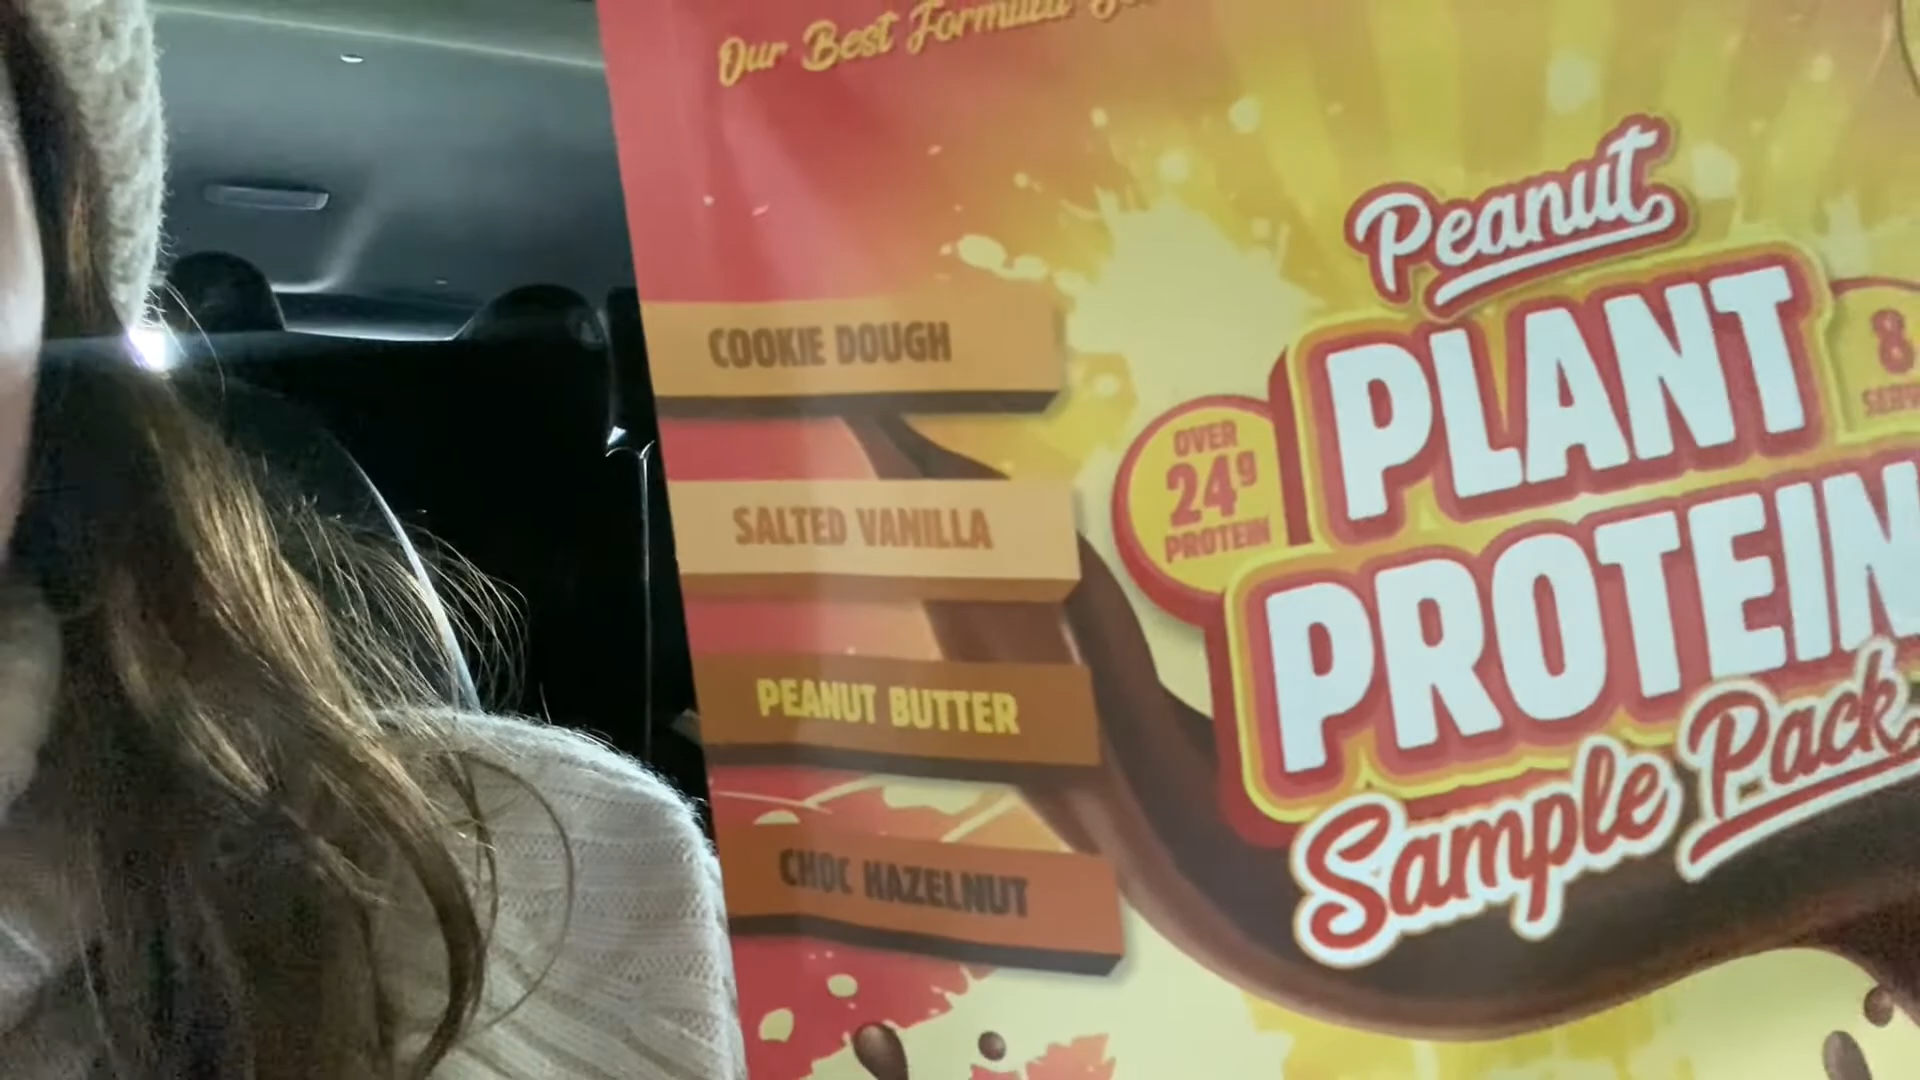 Our Best Formula
COOKIE DOUGH
SALTED VANILLA
PEANUT BUTTER
CHOC HAZELNUT
OVER
24g
PROTEIN
Peanut
PLANT
PROTEIN
Sample Pack
8